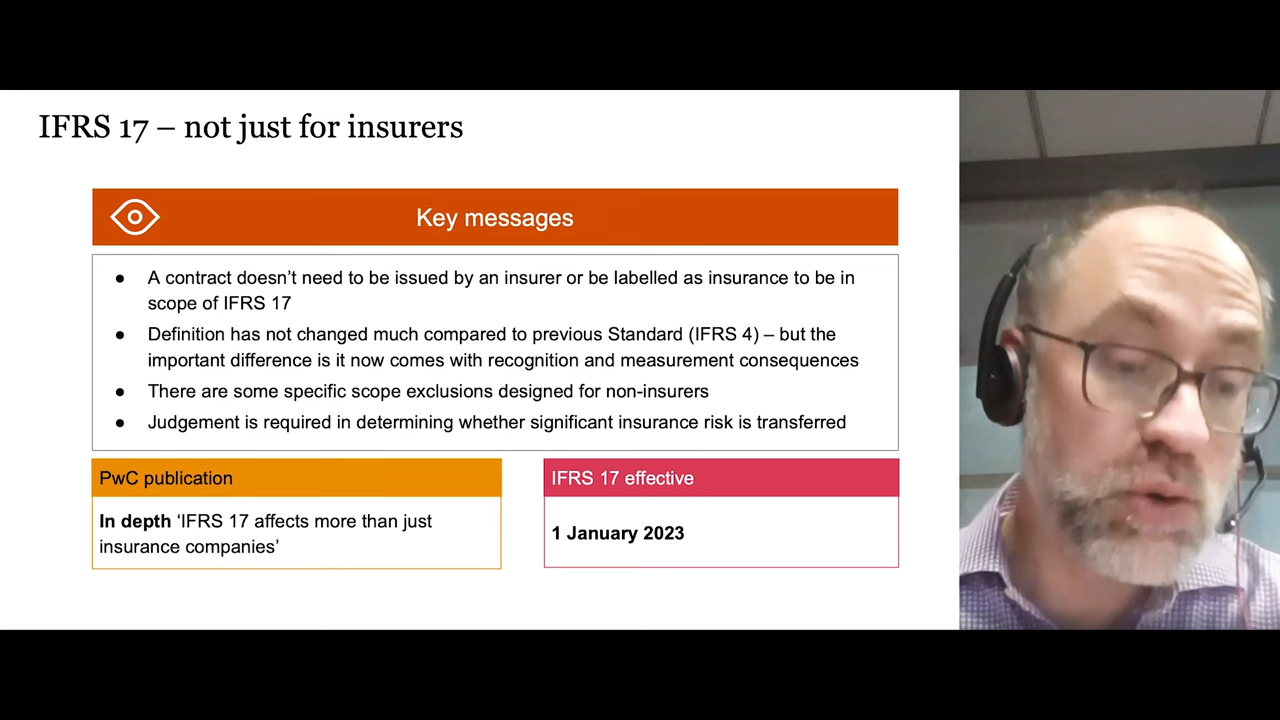 IFRS 17 – not just for insurers
Key messages
● A contract doesn’t need to be issued by an insurer or be labelled as insurance to be in
scope of IFRS 17
● Definition has not changed much compared to previous Standard (IFRS 4) – but the
important difference is it now comes with recognition and measurement consequences
● There are some specific scope exclusions designed for non-insurers
● Judgement is required in determining whether significant insurance risk is transferred
PwC publication
In depth ‘IFRS 17 affects more than just
insurance companies’
IFRS 17 effective
1 January 2023